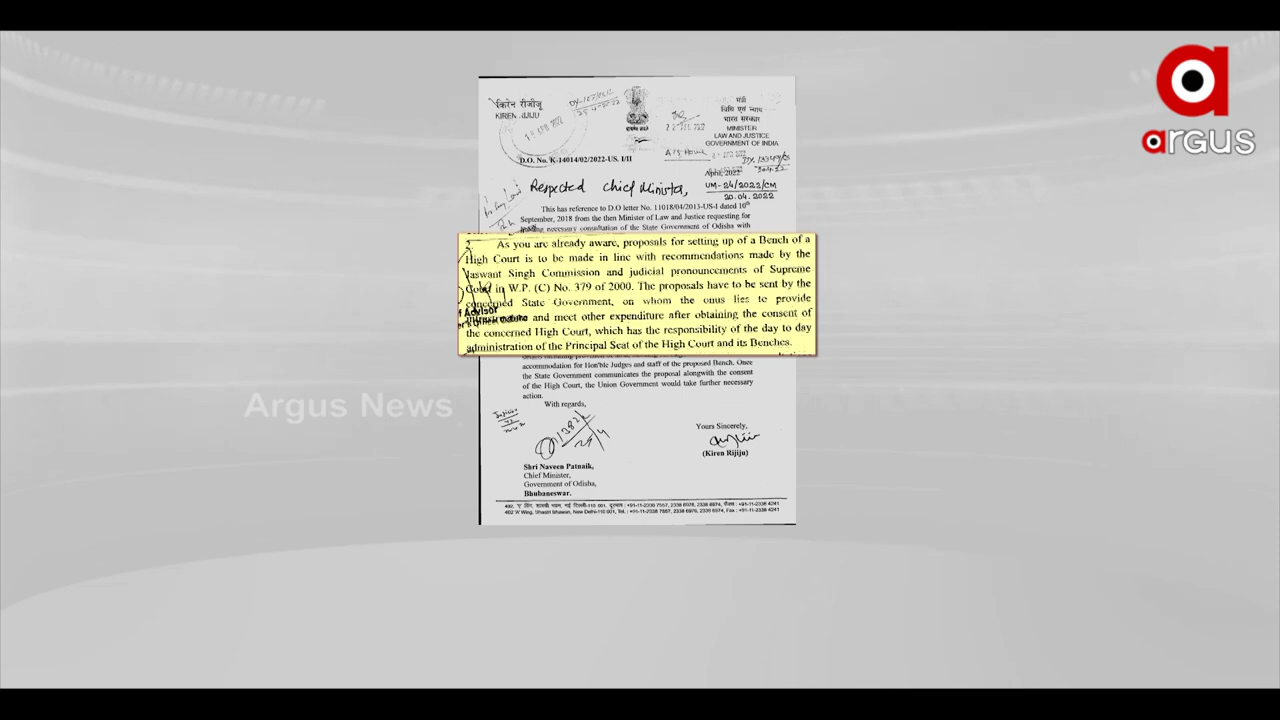 argus
किरेन रीजीजू
KIREN
मंत्री
विधि एवं न्याय
भारत सरकार
MINISTER
LAW AND JUSTICE
GOVERNMENT OF INDIA
D.O. No. K-14014/02/2022-US. I/II
April, 2022
UM-24/2022/CM
20.04.2022
Respected Chief Minister,
This has reference to D.O letter No. 11018/04/2013-US-I dated 10th
September, 2018 from the then Minister of Law and Justice requesting for
necessary consultation of the State Government of Odisha with
2. As you are already aware, proposals for setting up of a Bench of a
High Court is to be made in line with recommendations made by the
Jaswant Singh Commission and judicial pronouncements of Supreme
Court in W.P. (C) No. 379 of 2000. The proposals have to be sent by the
concerned State Government, on whom the onus lies to provide
and meet other expenditure after obtaining the consent of
the concerned High Court, which has the responsibility of the day to day
administration of the Principal Seat of the High Court and its Benches.
accommodation for Hon'ble Judges and staff of the proposed Bench. Once
the State Government communicates the proposal alongwith the consent
of the High Court, the Union Government would take further necessary
action.
With regards,
Yours Sincerely,
(Kiren Rijiju)
Shri Naveen Patnaik,
Chief Minister,
Government of Odisha,
Bhubaneswar.
Argus News